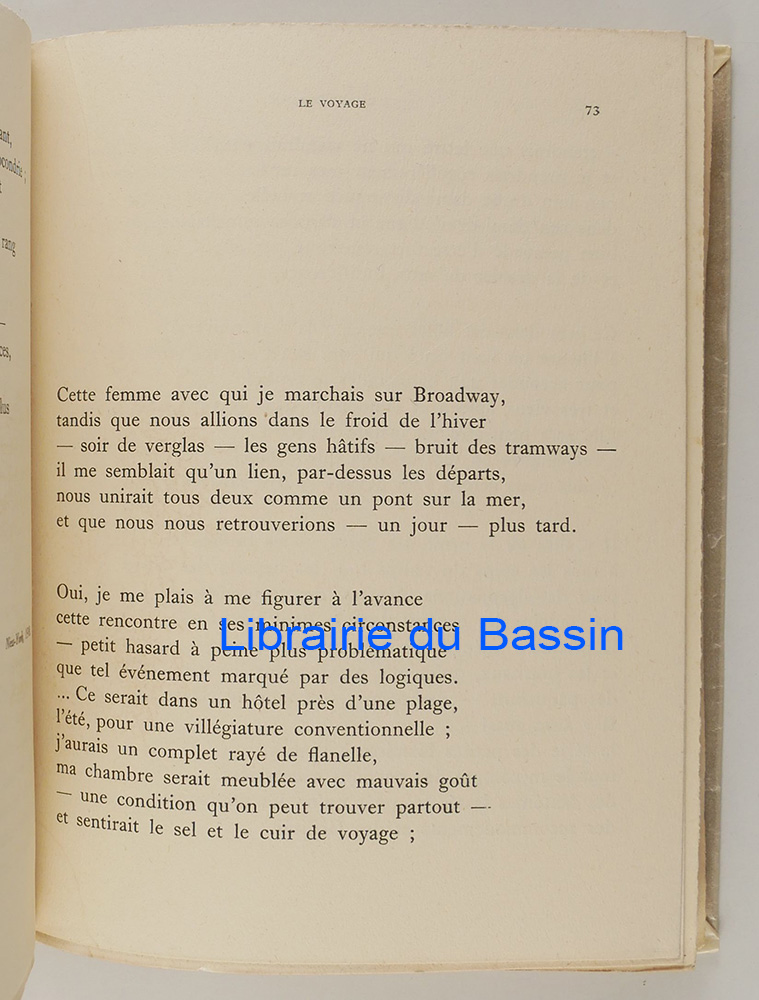 ant,
ocondrie ;
t
rang
—
ces,
lus
LE VOYAGE
73
Cette femme avec qui je marchais sur Broadway,
tandis que nous allions dans le froid de l'hiver
— soir de verglas — les gens hâtifs — bruit des tramways —
il me semblait qu'un lien, par-dessus les départs,
nous unirait tous deux comme un pont sur la mer,
et que nous nous retrouverions — un jour — plus tard.
Oui, je me plais à me figurer à l'avance
cette rencontre en ses minimes circonstances
Librairie du Bassin
— petit hasard à peine plus problématique
que tel événement marqué par des logiques.
... Ce serait dans un hôtel près d'une plage,
l'été, pour une villégiature conventionnelle ;
j'aurais un complet rayé de flanelle,
ma chambre serait meublée avec mauvais goût
— une condition qu'on peut trouver partout —
et sentirait le sel et le cuir de voyage ;